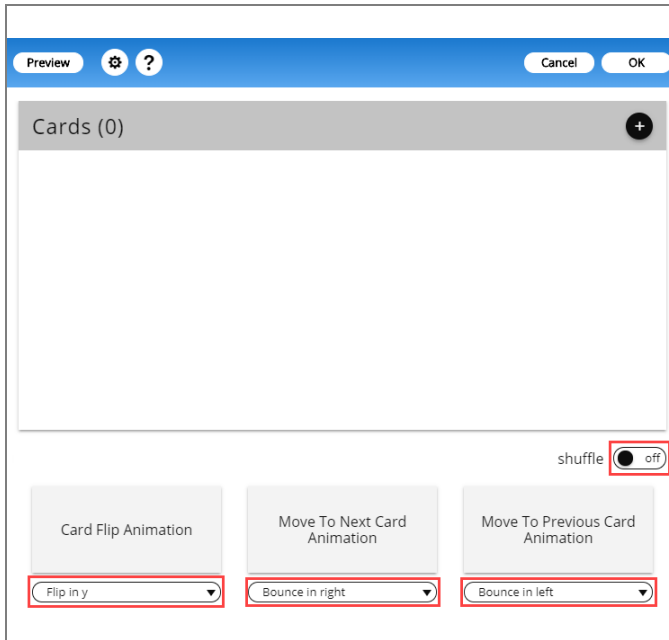 Preview ? Cancel OK
Cards (0) +
shuffle off
Card Flip Animation
Move To Next Card
Animation
Move To Previous Card
Animation
Flip in y
Bounce in right
Bounce in left